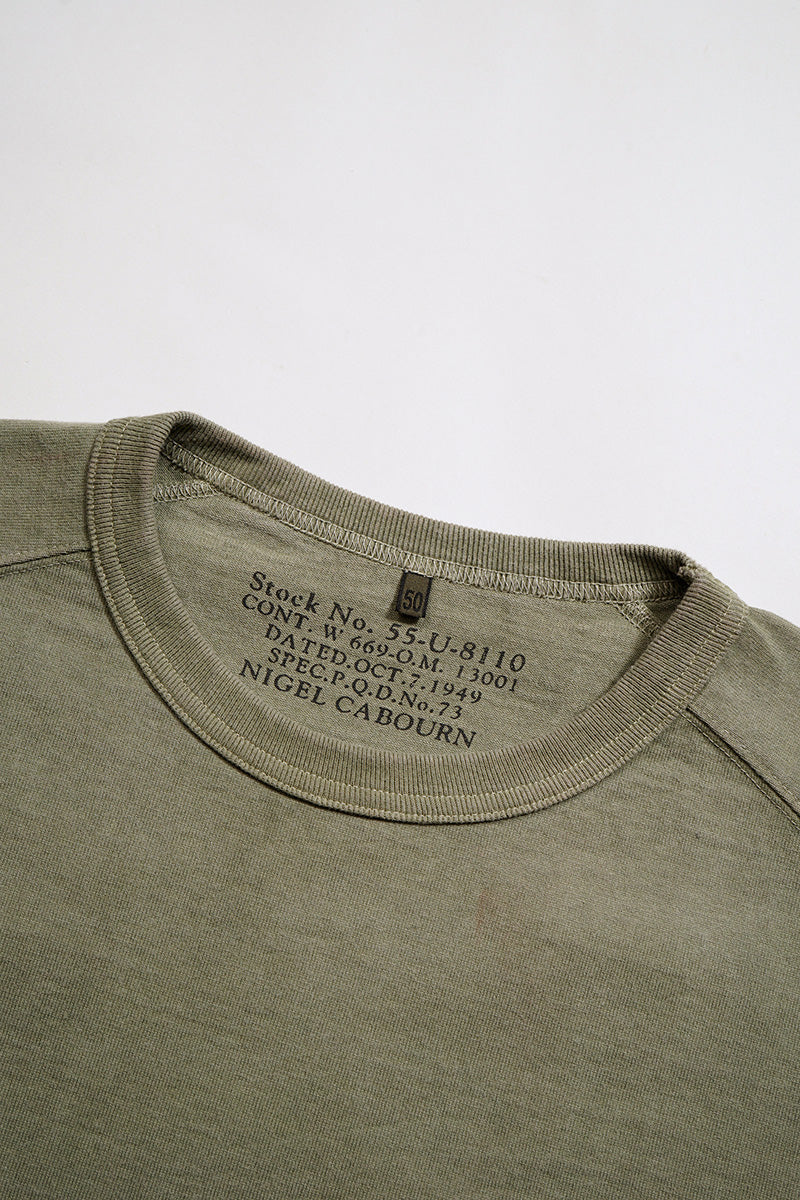 50
Stock No. 55-U-8110
CONT. W 669-O.M. 13001
DATED.OCT.7.1949
SPEC.P.Q.D.No.73
NIGEL CABOURN